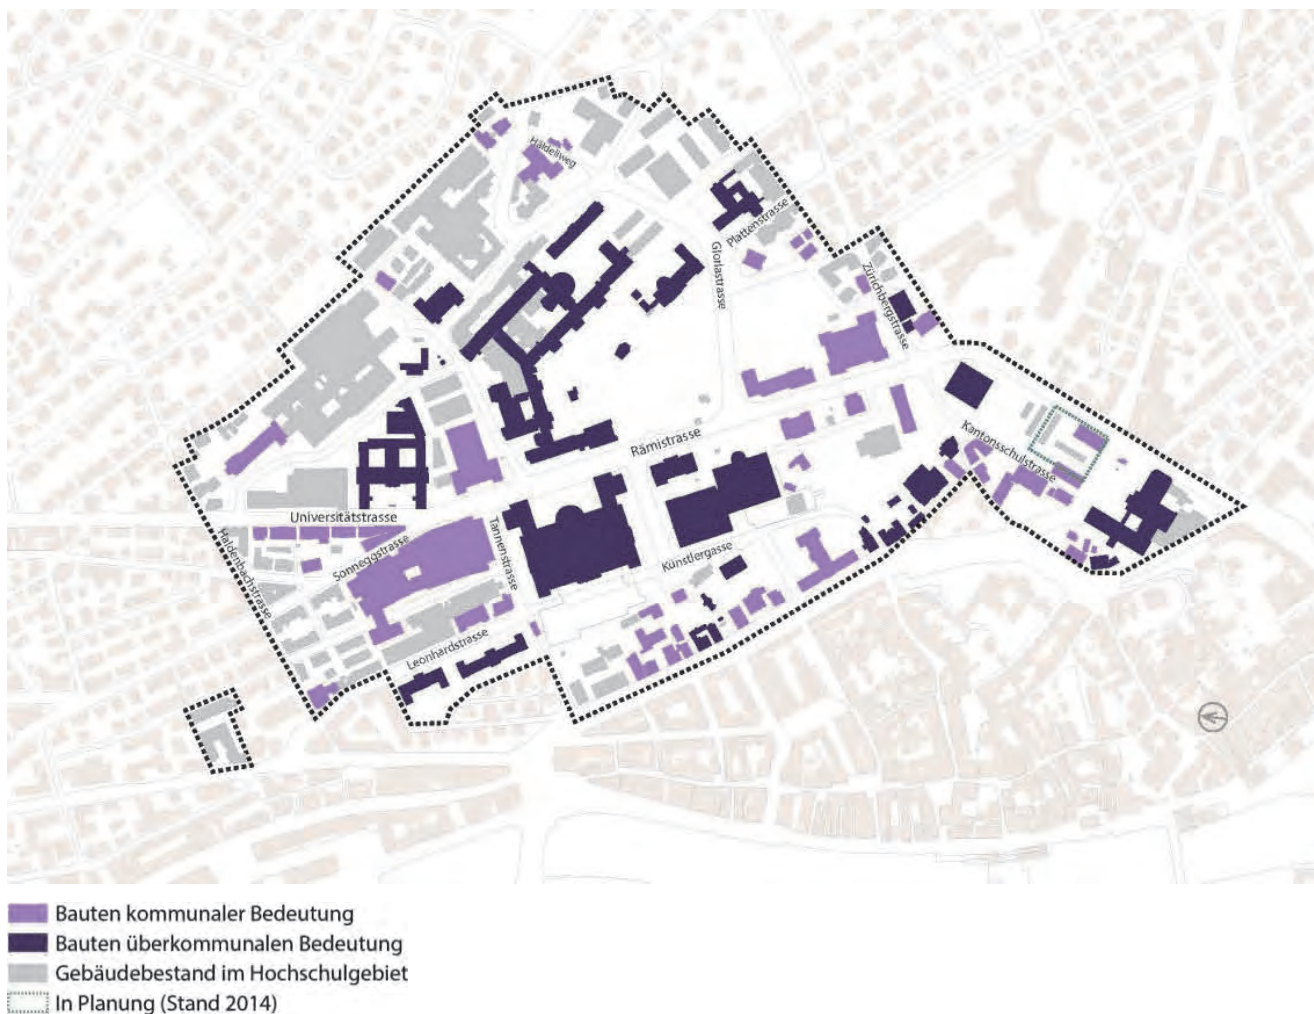 Häldeliweg
Plattenstrasse
Gloriastrasse
Zürichbergstrasse
Rämistrasse
Kantonsschulstrasse
Universitätstrasse
Tannenstrasse
Sonneggstrasse
Haldenbachstrasse
Künstlergasse
Leonhardstrasse
Bauten kommunaler Bedeutung
Bauten überkommunalen Bedeutung
Gebäudebestand im Hochschulgebiet
In Planung (Stand 2014)